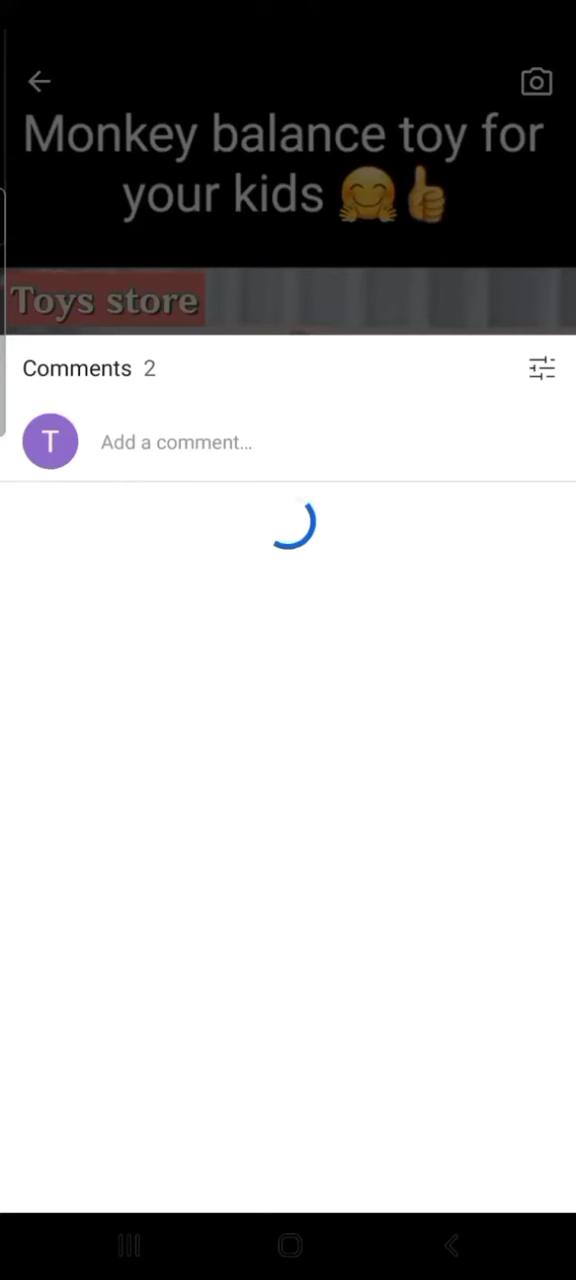 Monkey balance toy for
your kids 🤗👍
Toys store
Comments 2
T
Add a comment...